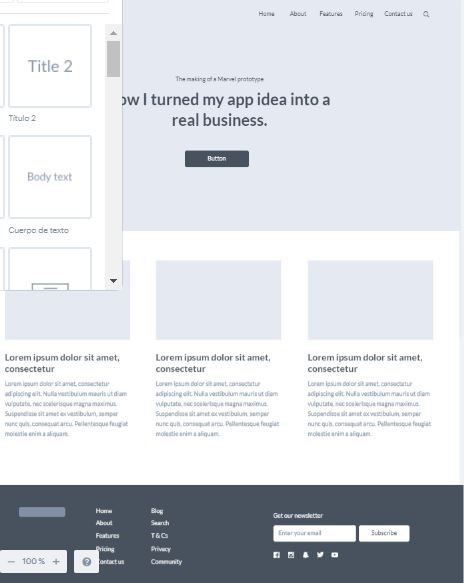 Home About Features Pricing Contact us
Title 2
Título 2
The making of a Marvel prototype
ow I turned my app idea into a
real business.
Button
Body text
Cuerpo de texto
Lorem ipsum dolor sit amet,
consectetur
Lorem ipsum dolor sit amet, consectetur
adipiscing elit. Nulla vestibulum mauris ut diam
vulputate, nec scelerisque magna maximus.
Suspendisse sit amet ex vestibulum, semper
nunc quis, consequat arcu. Pellentesque feugiat
molestie enim a aliquam.
Lorem ipsum dolor sit amet,
consectetur
Lorem ipsum dolor sit amet, consectetur
adipiscing elit. Nulla vestibulum mauris ut diam
vulputate, nec scelerisque magna maximus.
Suspendisse sit amet ex vestibulum, semper
nunc quis, consequat arcu. Pellentesque feugiat
molestie enim a aliquam.
Lorem ipsum dolor sit amet,
consectetur
Lorem ipsum dolor sit amet, consectetur
adipiscing elit. Nulla vestibulum mauris ut diam
vulputate, nec scelerisque magna maximus.
Suspendisse sit amet ex vestibulum, semper
nunc quis, consequat arcu. Pellentesque feugiat
molestie enim a aliquam.
Home
About
Features
Pricing
Contact us
Blog
Search
T & Cs
Privacy
Community
Get our newsletter
Enter your email
Subscribe
− 100 % +
?